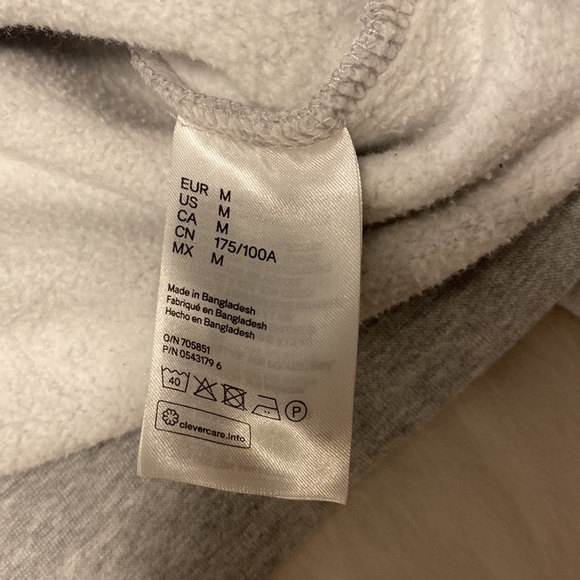 EUR M
US M
CA M
CN 175/100A
MX M
Made in Bangladesh
Fabriqué en Bangladesh
Hecho en Bangladesh
O/N 705851
P/N 0543179 6
40 P
clevercare.info